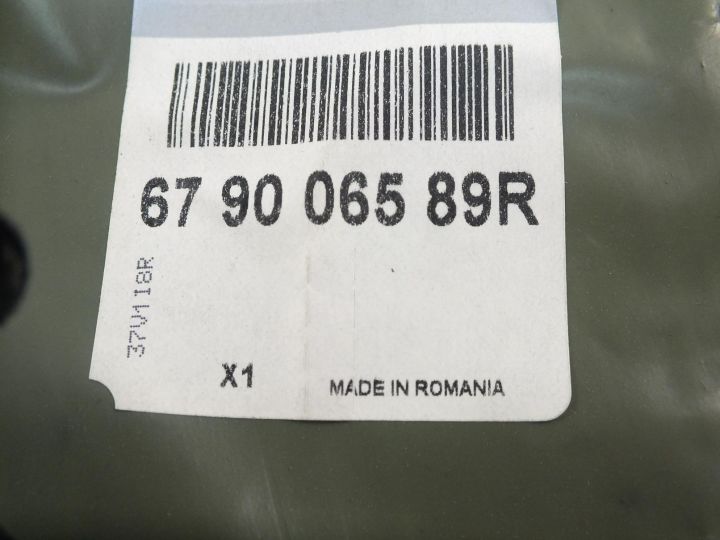 67 90 065 89R
37V118R
X1
MADE IN ROMANIA